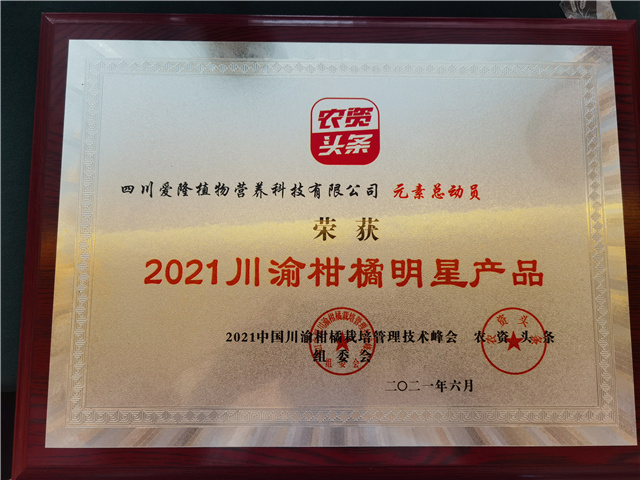 农资
头条
四川爱隆植物营养科技有限公司 元素总动员
荣获
2021川渝柑橘明星产品
2021中国川渝柑橘栽培管理技术峰会 农资头条
组委会
二〇二一年六月